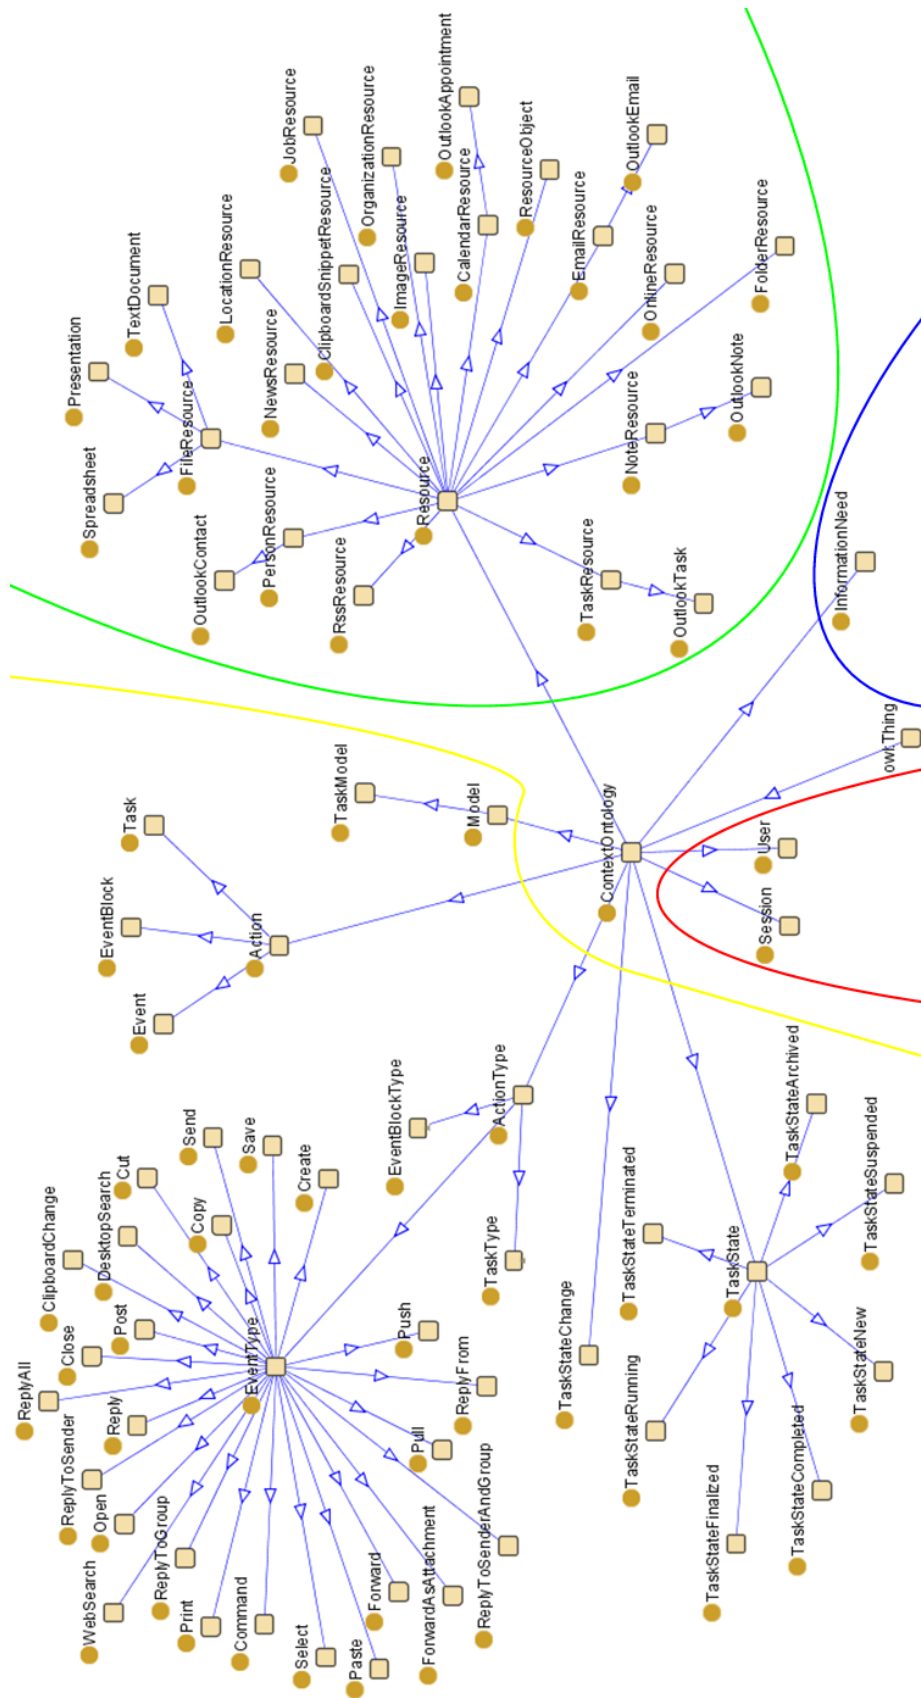 JobResource
OrganizationResource
OutlookAppointment
ResourceObject
OutlookEmail
FolderResource
TextDocument
LocationResource
ClipboardSnippetResource
ImageResource
CalendarResource
EmailResource
OnlineResource
Presentation
NewsResource
OutlookNote
NoteResource
FileResource
Spreadsheet
Resource
PersonResource
OutlookContact
RssResource
TaskResource
OutlookTask
InformationNeed
owl:Thing
TaskModel
Model
Task
ContextOntology
User
Session
EventBlock
Action
Event
ActionType
EventBlockType
TaskType
TaskStateChange
TaskStateArchived
TaskStateSuspended
TaskStateTerminated
TaskState
TaskStateNew
TaskStateRunning
TaskStateCompleted
TaskStateFinalized
Send
Save
Create
Cut
Copy
DesktopSearch
ClipboardChange
Post
Close
ReplyAll
EventType
Push
ReplyFrom
Pull
Reply
ReplyToSender
Open
ReplyToGroup
WebSearch
Print
Command
Select
Paste
Forward
ForwardAsAttachment
ReplyToSenderAndGroup